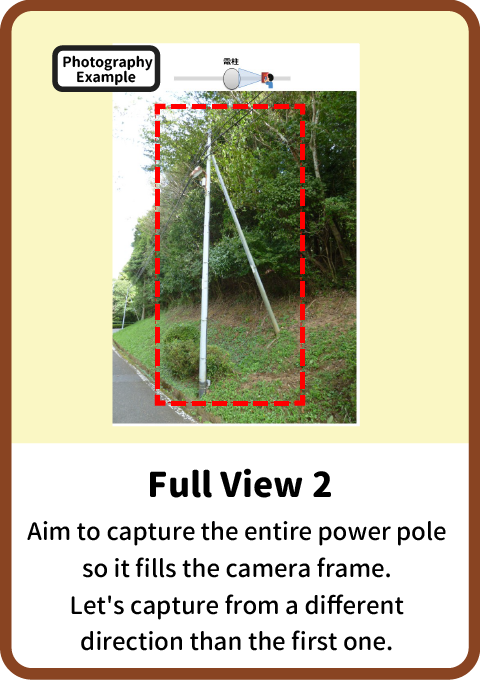 Photography
Example
電柱
Full View 2
Aim to capture the entire power pole
so it fills the camera frame.
Let's capture from a different
direction than the first one.